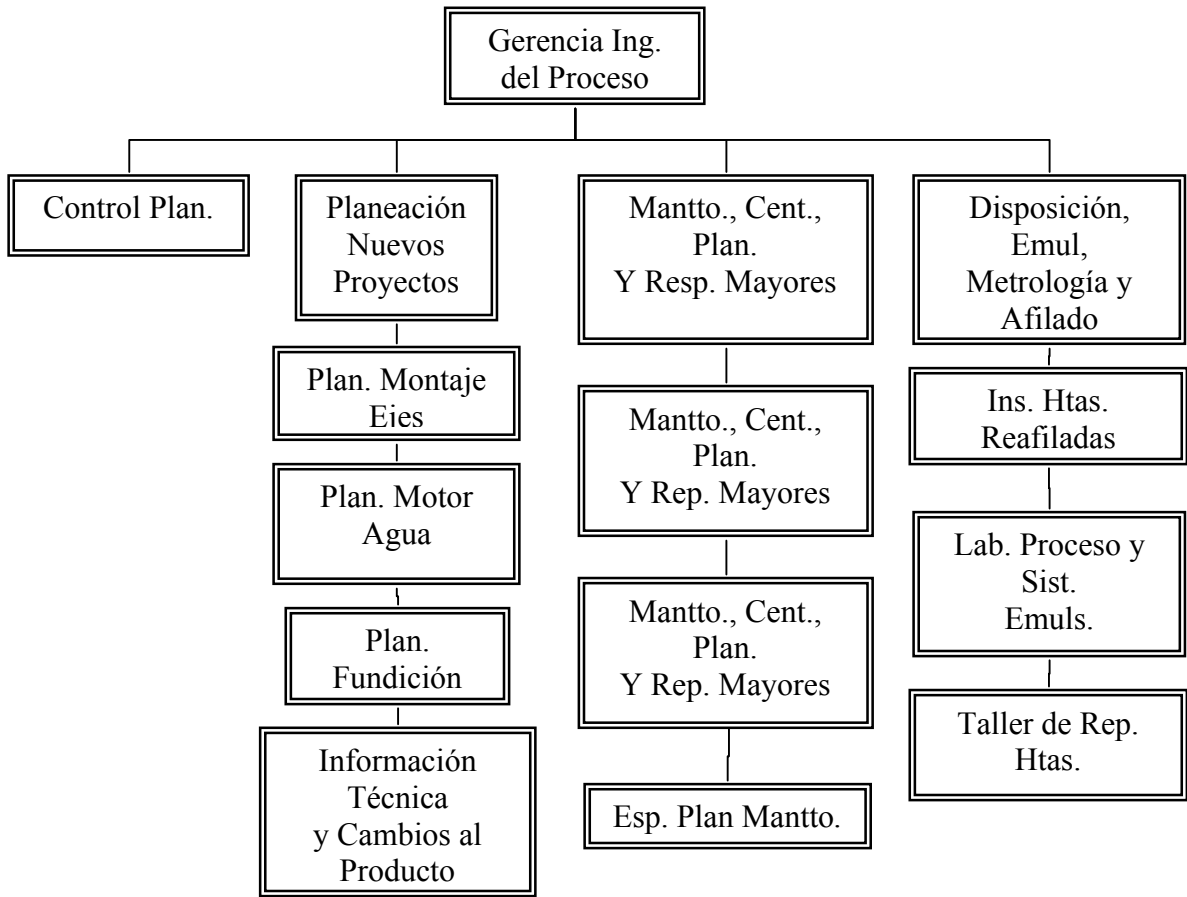 Gerencia Ing.
del Proceso
Control Plan.
Planeación
Nuevos
Proyectos
Plan. Montaje
Ejes
Plan. Motor
Agua
Plan.
Fundición
Información
Técnica
y Cambios al
Producto
Mantto., Cent.,
Plan.
Y Resp. Mayores
Mantto., Cent.,
Plan.
Y Rep. Mayores
Mantto., Cent.,
Plan.
Y Rep. Mayores
Esp. Plan Mantto.
Disposición,
Emul,
Metrología y
Afilado
Ins. Htas.
Reafiladas
Lab. Proceso y
Sist.
Emuls.
Taller de Rep.
Htas.